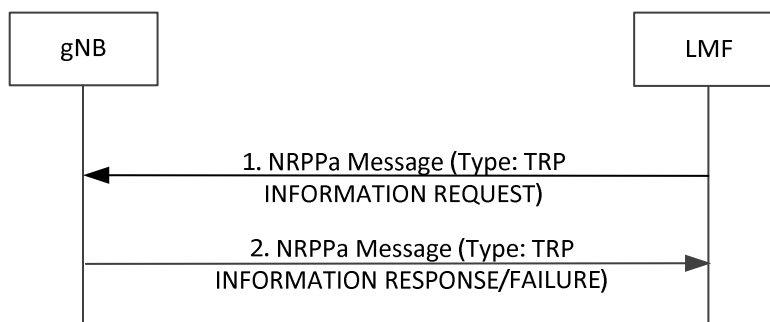 gNB
LMF
1. NRPPa Message (Type: TRP
INFORMATION REQUEST)
2. NRPPa Message (Type: TRP
INFORMATION RESPONSE/FAILURE)